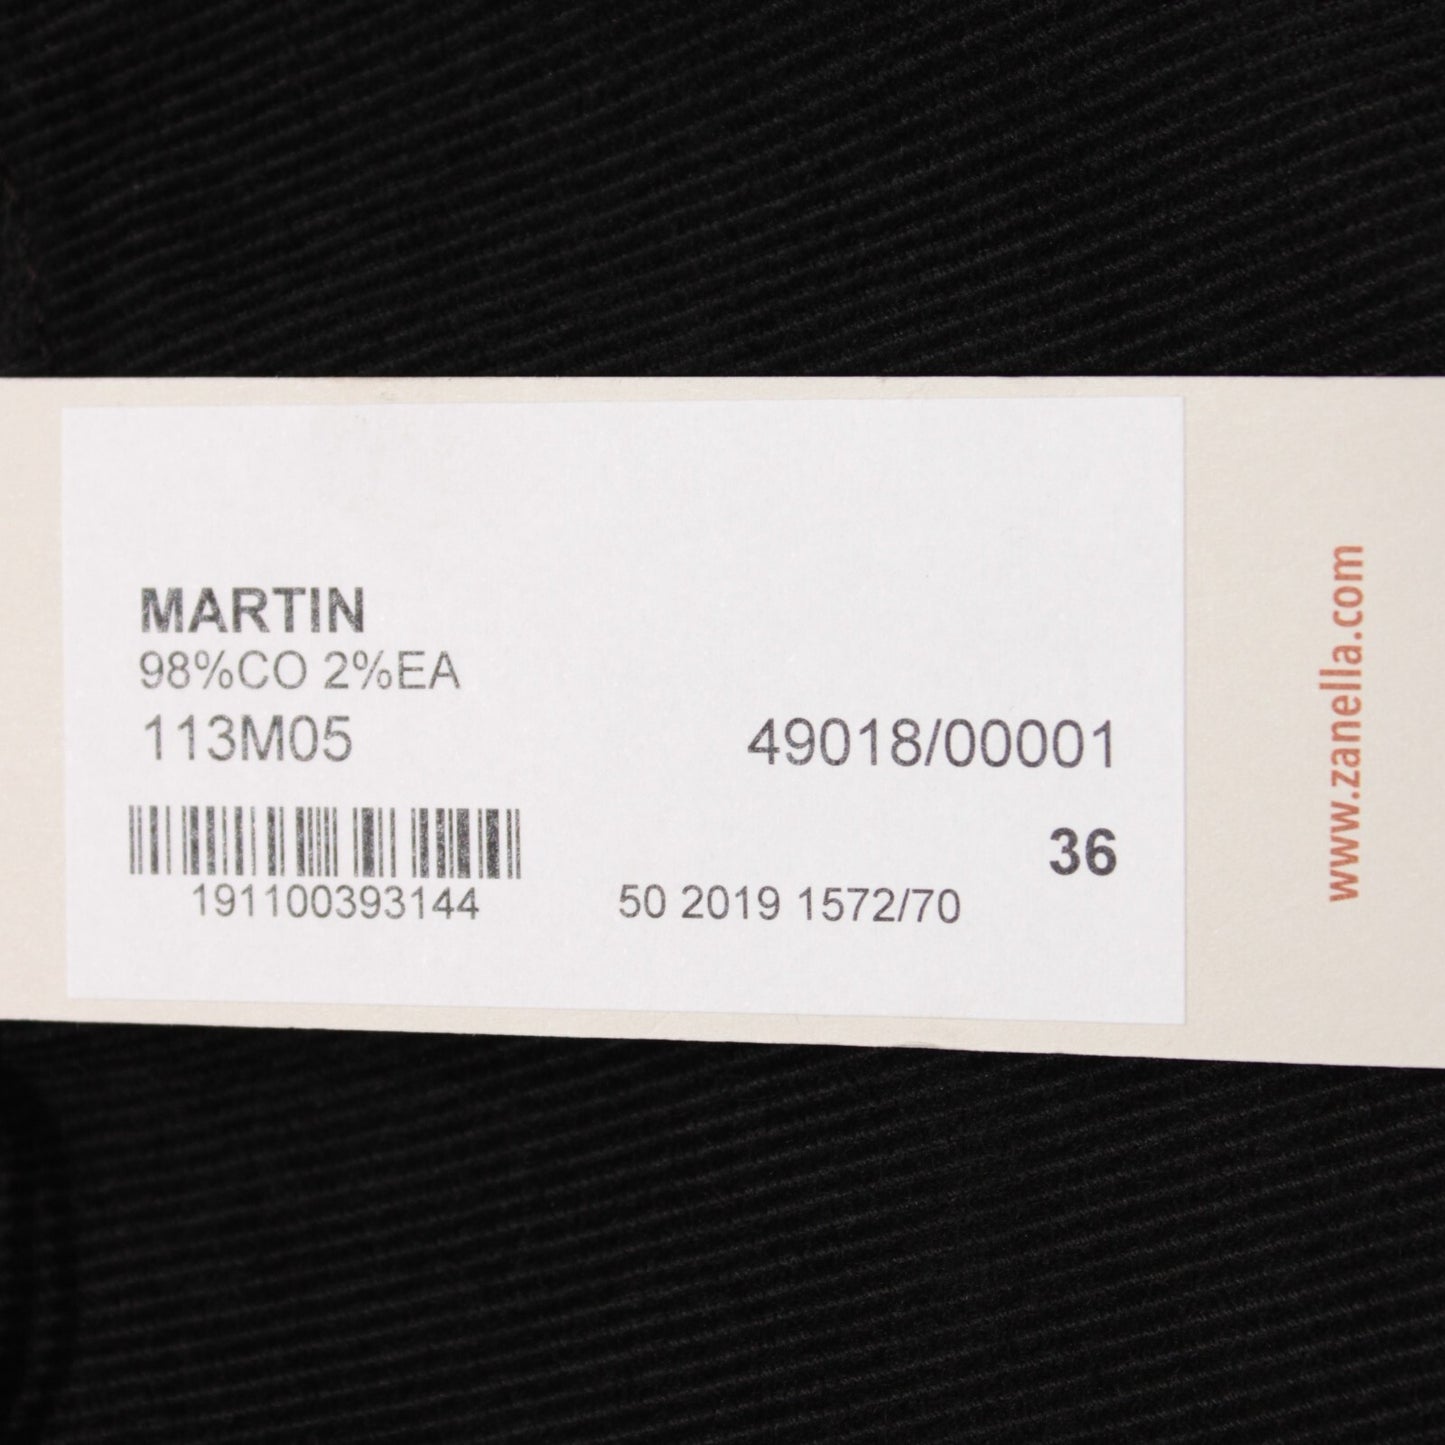 MARTIN
98%CO 2%EA
113M05
49018/00001
36
191100393144
50 2019 1572/70
www.zanella.com